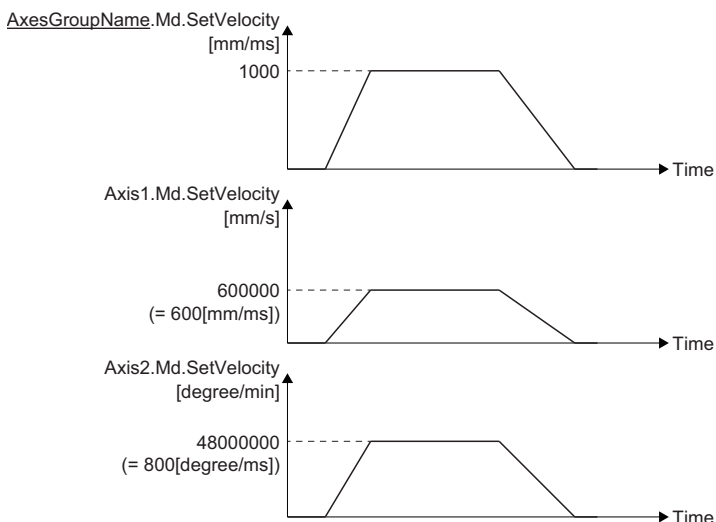 AxesGroupName.Md.SetVelocity
[mm/ms]
1000
Time
Axis1.Md.SetVelocity
[mm/s]
600000
(= 600[mm/ms])
Time
Axis2.Md.SetVelocity
[degree/min]
48000000
(= 800[degree/ms])
Time